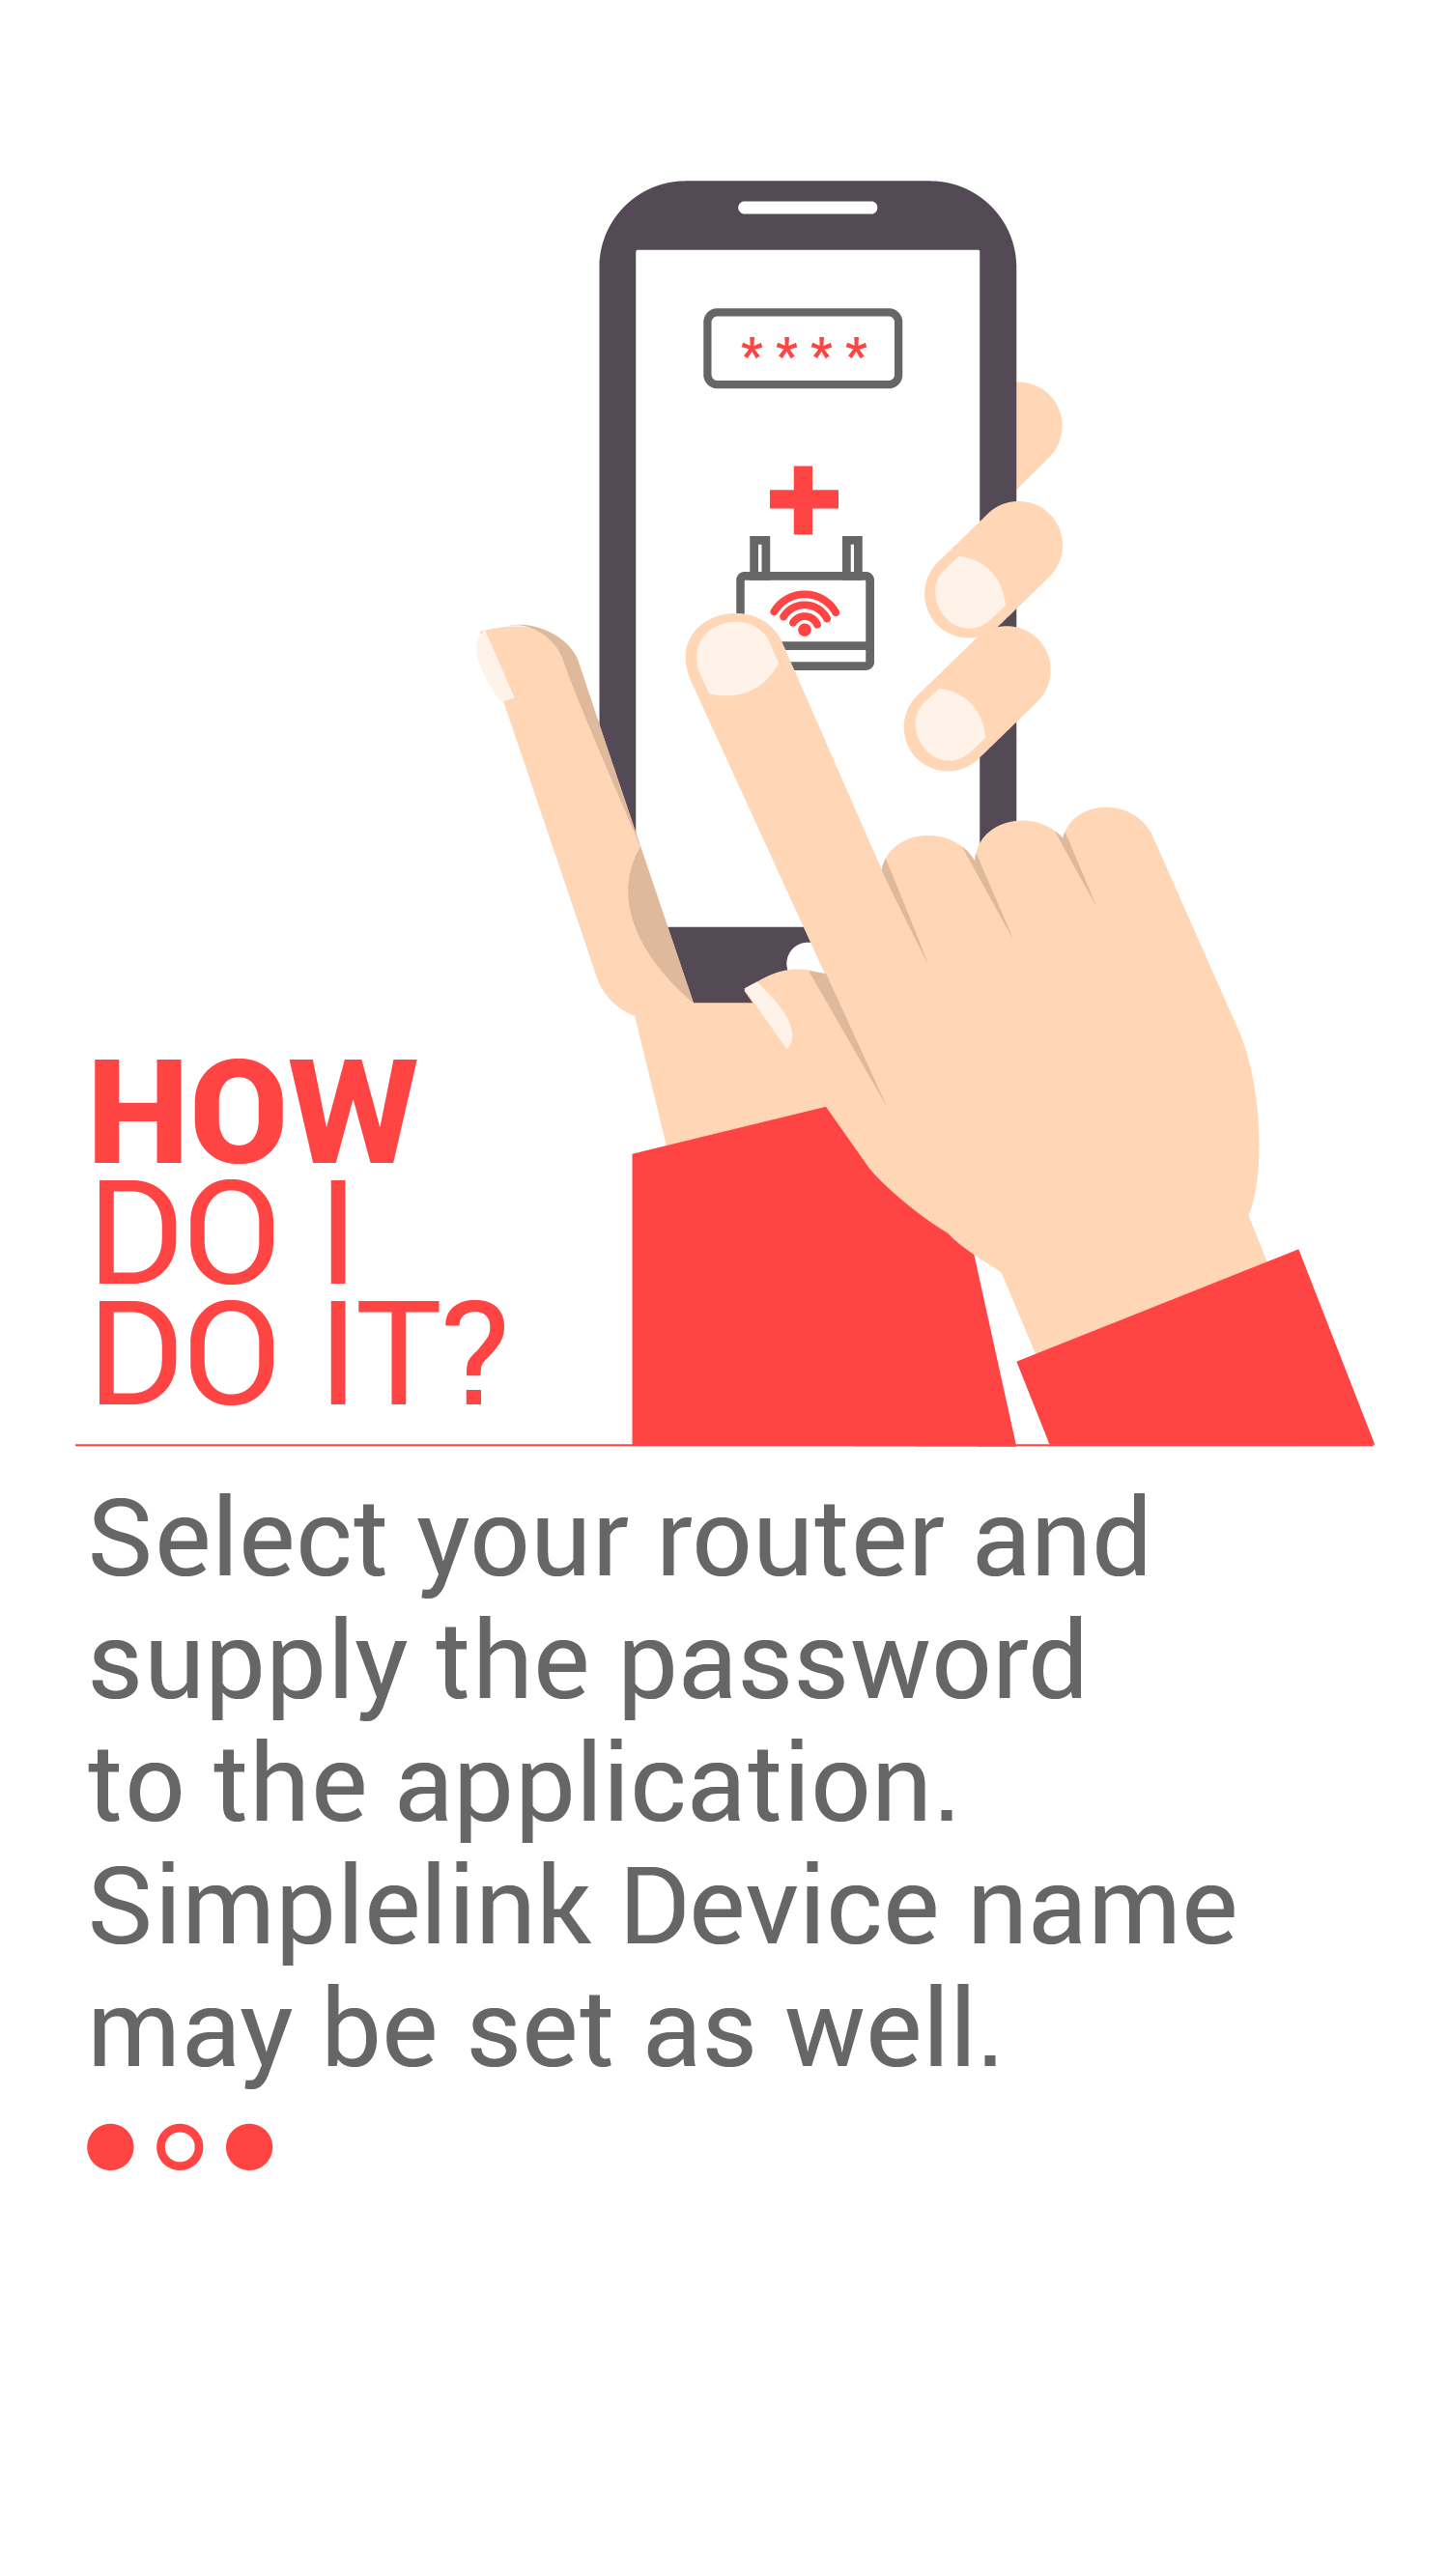 ****
HOW
DO I
DO IT?
Select your router and
supply the password
to the application.
Simplelink Device name
may be set as well.